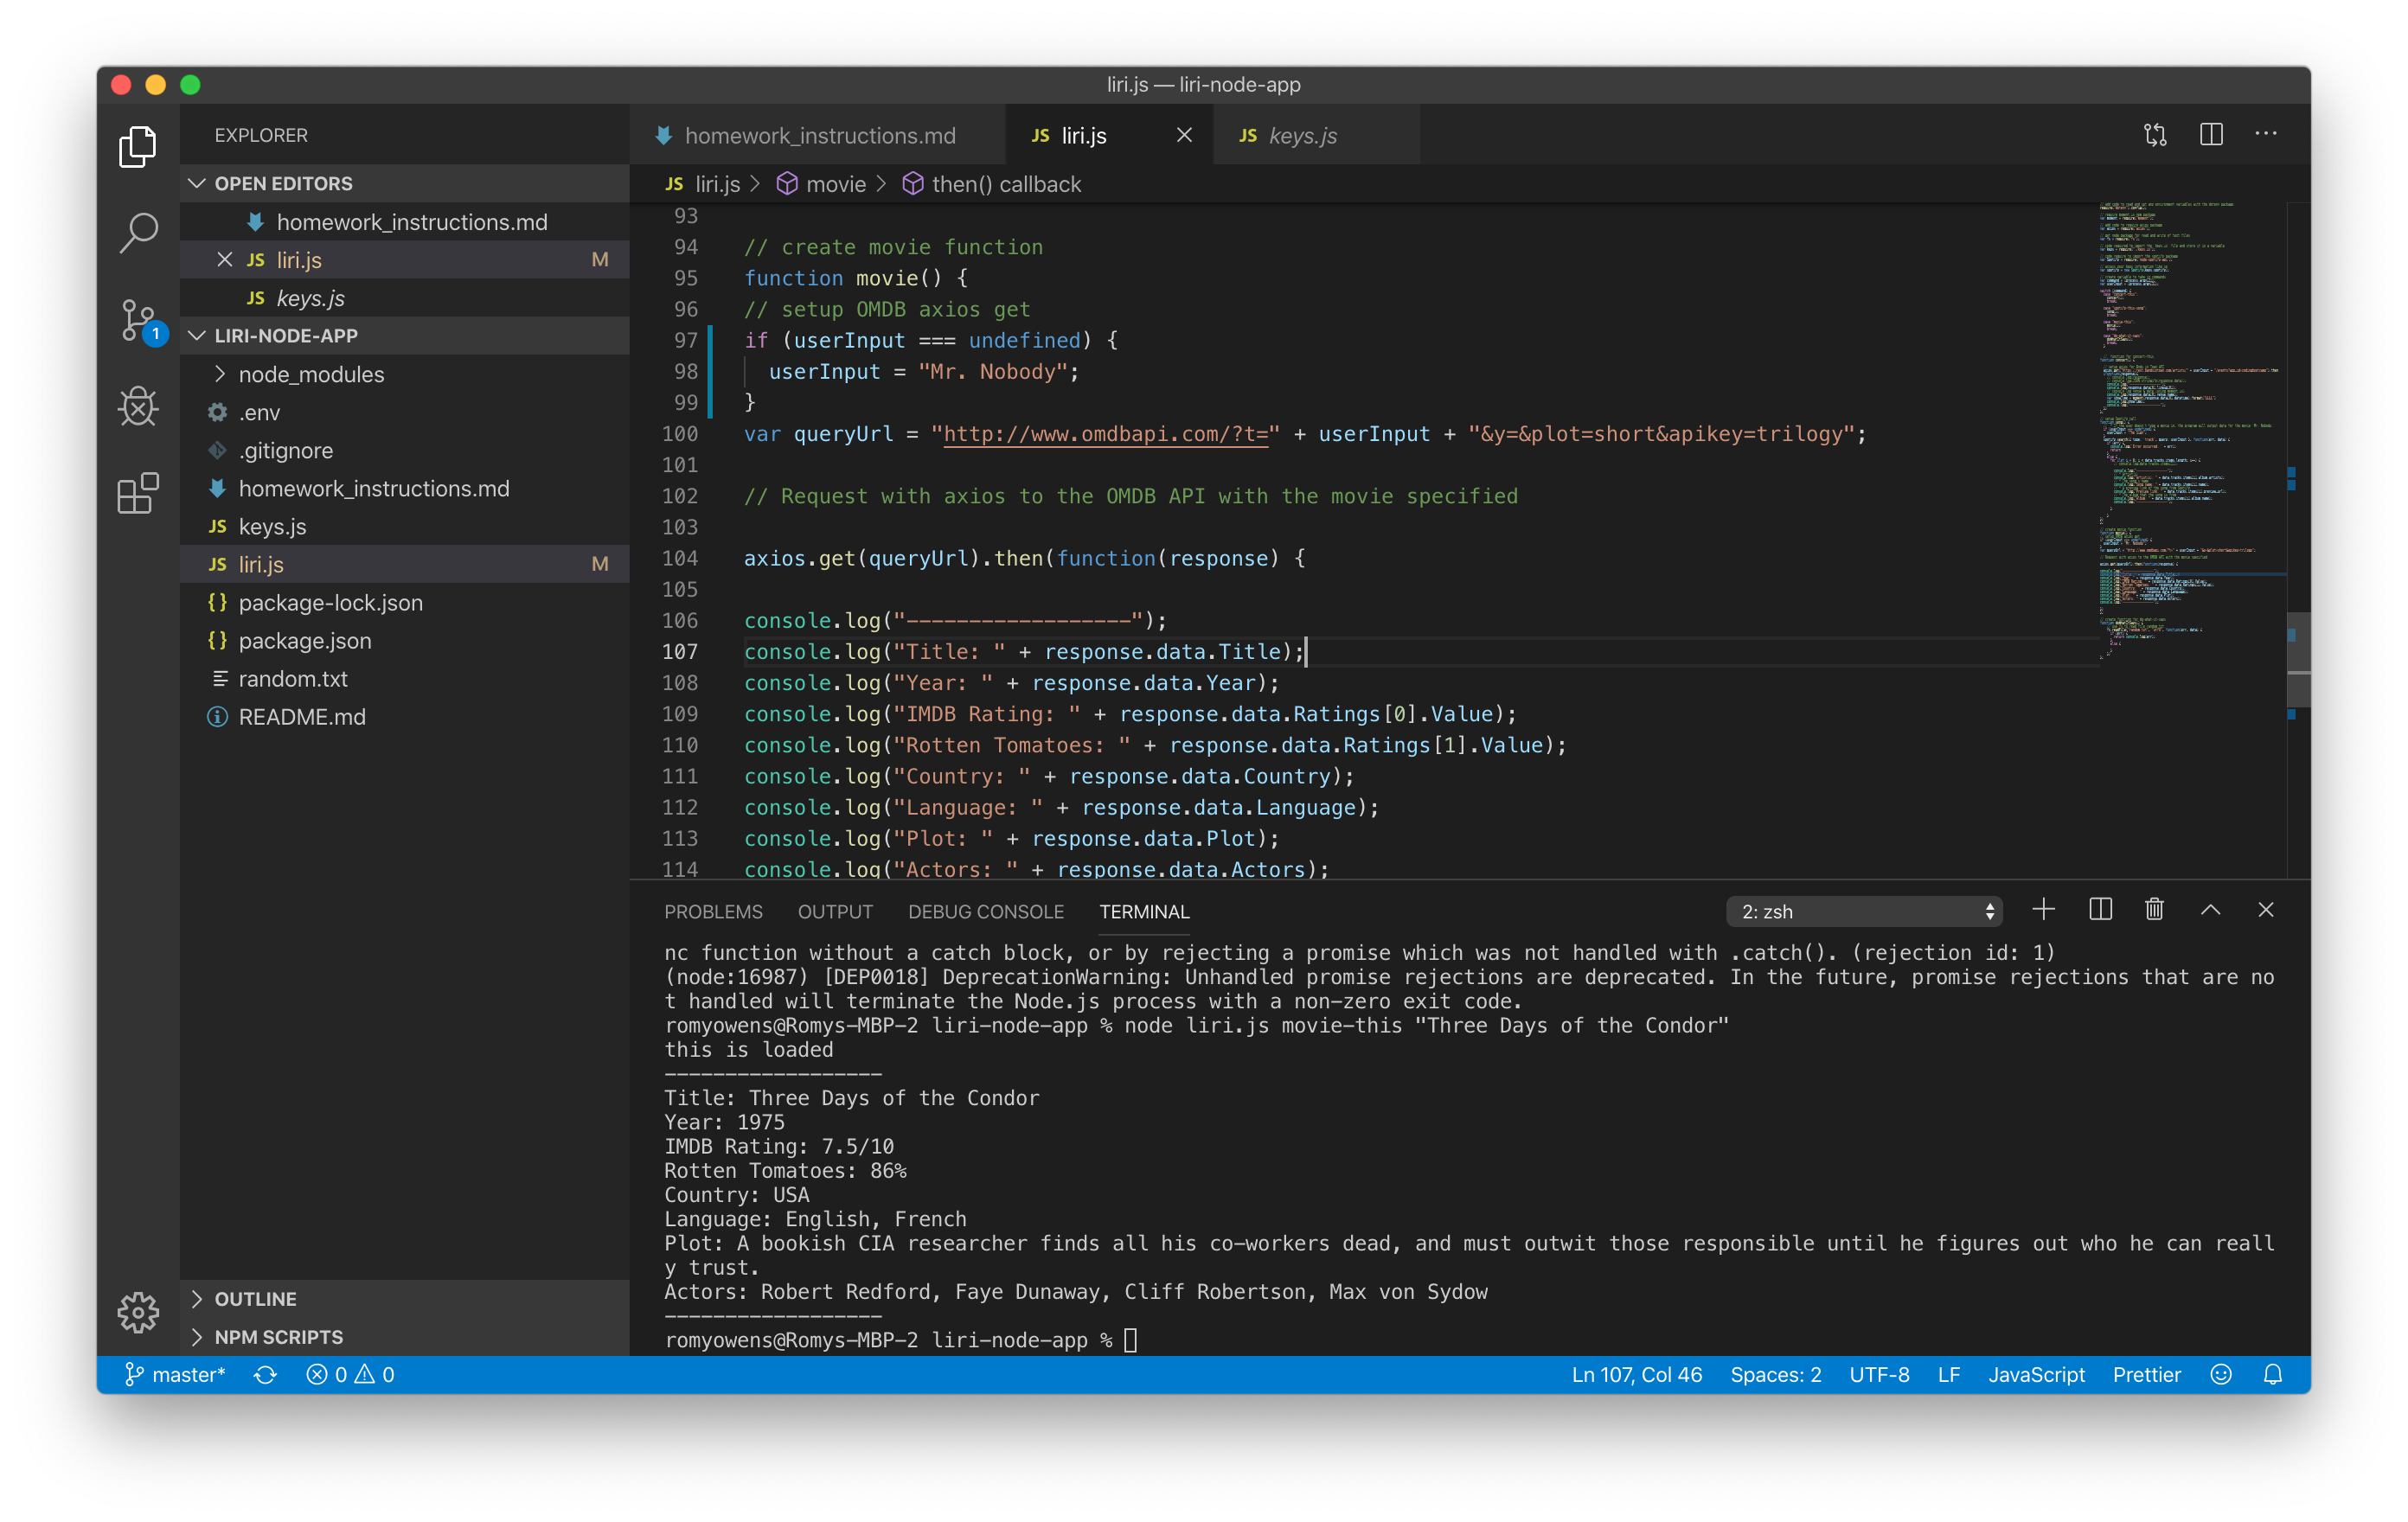 liri.js — liri-node-app
EXPLORER
OPEN EDITORS
homework_instructions.md
JS liri.js M
JS keys.js
1
LIRI-NODE-APP
node_modules
.env
.gitignore
homework_instructions.md
JS keys.js
JS liri.js M
{} package-lock.json
{} package.json
random.txt
README.md
OUTLINE
NPM SCRIPTS
homework_instructions.md JS liri.js JS keys.js
JS liri.js > movie > then() callback
93
94 // create movie function
95 function movie() {
96 // setup OMDB axios get
97 if (userInput === undefined) {
98 userInput = "Mr. Nobody";
99 }
100 var queryUrl = "http://www.omdbapi.com/?t=" + userInput + "&y=&plot=short&apikey=trilogy";
101
102 // Request with axios to the OMDB API with the movie specified
103
104 axios.get(queryUrl).then(function(response) {
105
106 console.log("------------------");
107 console.log("Title: " + response.data.Title);
108 console.log("Year: " + response.data.Year);
109 console.log("IMDB Rating: " + response.data.Ratings[0].Value);
110 console.log("Rotten Tomatoes: " + response.data.Ratings[1].Value);
111 console.log("Country: " + response.data.Country);
112 console.log("Language: " + response.data.Language);
113 console.log("Plot: " + response.data.Plot);
114 console.log("Actors: " + response.data.Actors);
PROBLEMS OUTPUT DEBUG CONSOLE TERMINAL 2: zsh
nc function without a catch block, or by rejecting a promise which was not handled with .catch(). (rejection id: 1)
(node:16987) [DEP0018] DeprecationWarning: Unhandled promise rejections are deprecated. In the future, promise rejections that are no
t handled will terminate the Node.js process with a non-zero exit code.
romyowens@Romys-MBP-2 liri-node-app % node liri.js movie-this "Three Days of the Condor"
this is loaded
------------------
Title: Three Days of the Condor
Year: 1975
IMDB Rating: 7.5/10
Rotten Tomatoes: 86%
Country: USA
Language: English, French
Plot: A bookish CIA researcher finds all his co-workers dead, and must outwit those responsible until he figures out who he can reall
y trust.
Actors: Robert Redford, Faye Dunaway, Cliff Robertson, Max von Sydow
------------------
romyowens@Romys-MBP-2 liri-node-app %
master* 0 0 Ln 107, Col 46 Spaces: 2 UTF-8 LF JavaScript Prettier